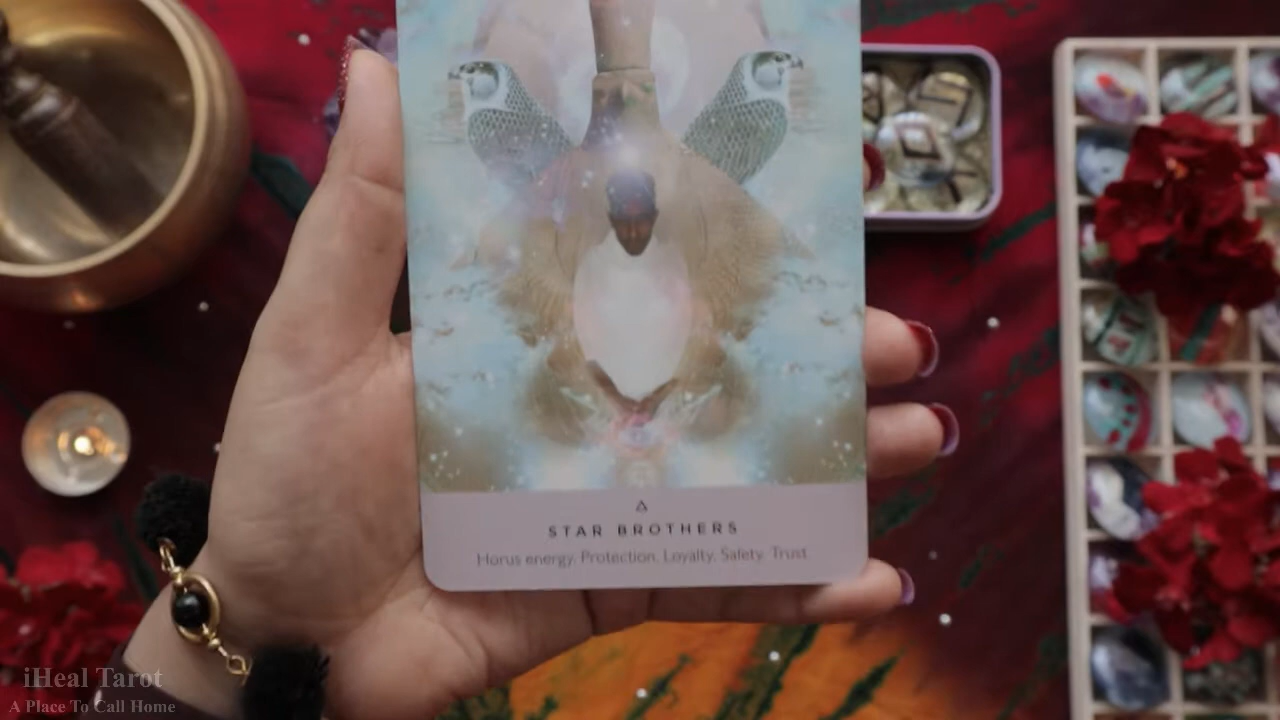 STAR BROTHERS
Horus energy. Protection. Loyalty. Safety. Trust
iHeal Tarot
A Place To Call Home